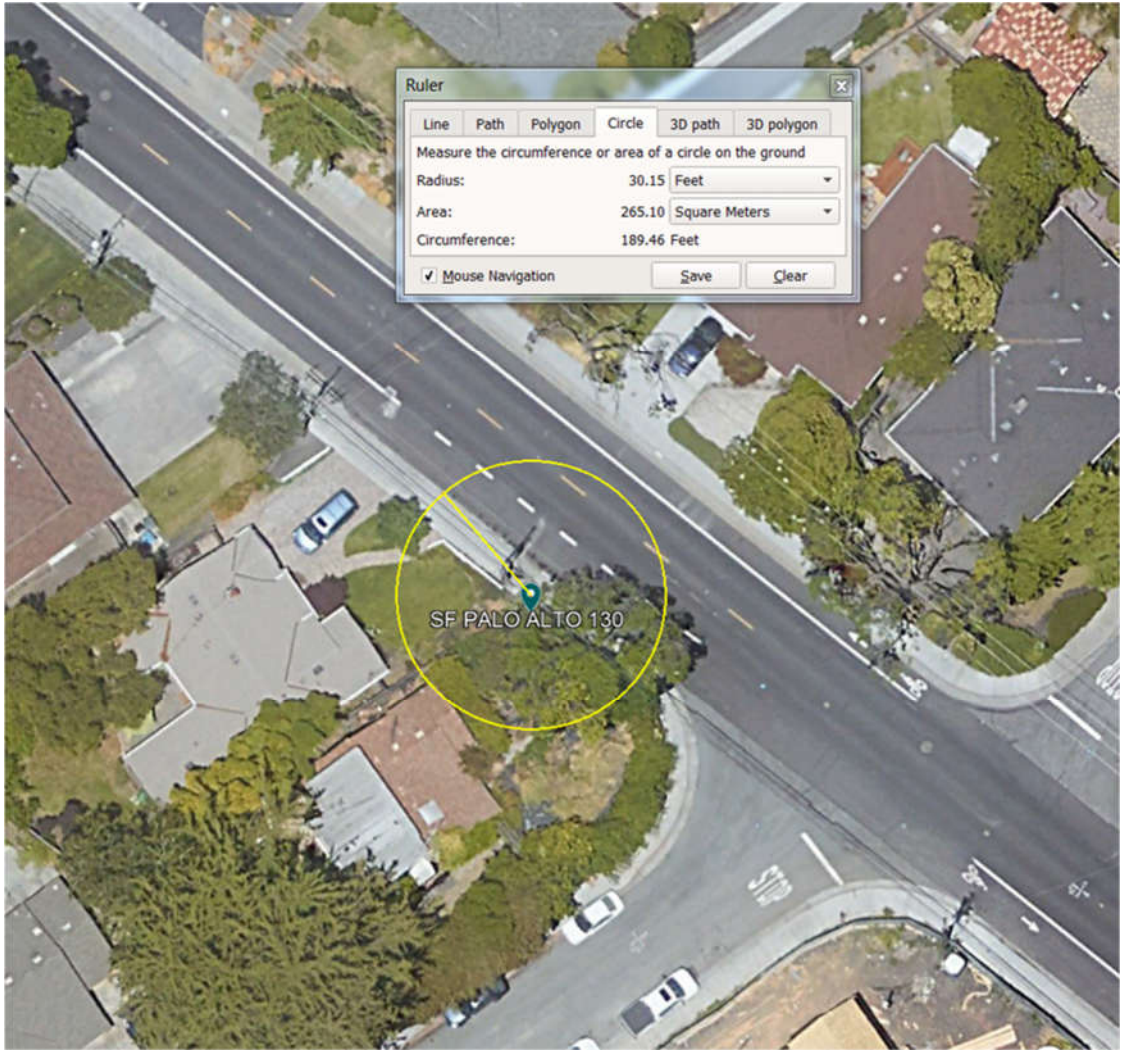 Ruler
Line Path Polygon Circle 3D path 3D polygon
Measure the circumference or area of a circle on the ground
Radius: 30.15 Feet
Area: 265.10 Square Meters
Circumference: 189.46 Feet
Mouse Navigation Save Clear
SF PALO ALTO 130
STOP